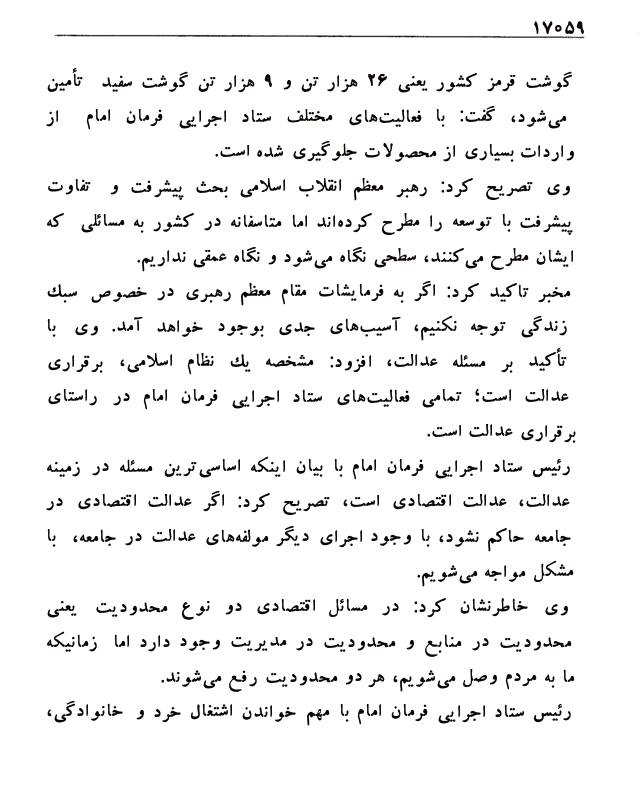 ۱۷۰۵۹
گوشت قرمز کشور یعنی ۲۶ هزار تن و ۹ هزار تن گوشت سفید تأمین
می‌شود، گفت: با فعالیت‌های مختلف ستاد اجرایی فرمان امام از
واردات بسیاری از محصولات جلوگیری شده است.
وی تصریح کرد: رهبر معظم انقلاب اسلامی بحث پیشرفت و تفاوت
پیشرفت با توسعه را مطرح کرده‌اند اما متاسفانه در کشور به مسائلی که
ایشان مطرح می‌کنند، سطحی نگاه می‌شود و نگاه عمقی نداریم.
مخبر تاکید کرد: اگر به فرمایشات مقام معظم رهبری در خصوص سبك
زندگی توجه نکنیم، آسیب‌های جدی بوجود خواهد آمد. وی با
تأکید بر مسئله عدالت، افزود: مشخصه یك نظام اسلامی، برقراری
عدالت است؛ تمامی فعالیت‌های ستاد اجرایی فرمان امام در راستای
برقراری عدالت است.
رئیس ستاد اجرایی فرمان امام با بیان اینکه اساسی‌ترین مسئله در زمینه
عدالت، عدالت اقتصادی است، تصریح کرد: اگر عدالت اقتصادی در
جامعه حاکم نشود، با وجود اجرای دیگر مولفه‌های عدالت در جامعه، با
مشکل مواجه می‌شویم.
وی خاطرنشان کرد: در مسائل اقتصادی دو نوع محدودیت یعنی
محدودیت در منابع و محدودیت در مدیریت وجود دارد اما زمانیکه
ما به مردم وصل می‌شویم، هر دو محدودیت رفع می‌شوند.
رئیس ستاد اجرایی فرمان امام با مهم خواندن اشتغال خرد و خانوادگی،